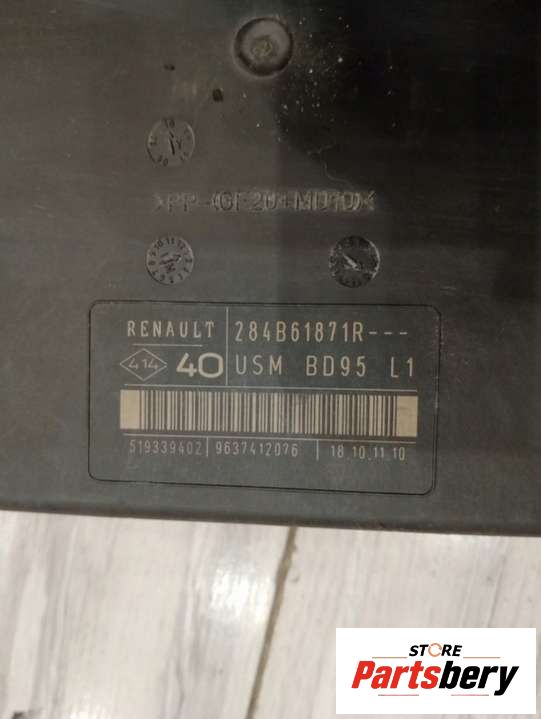 >PP-(GF20+MD10)<
RENAULT 284B61871R---
414 40 USM BD95 L1
519339402 9637412076 18.10.11.10
STORE
Partsbery